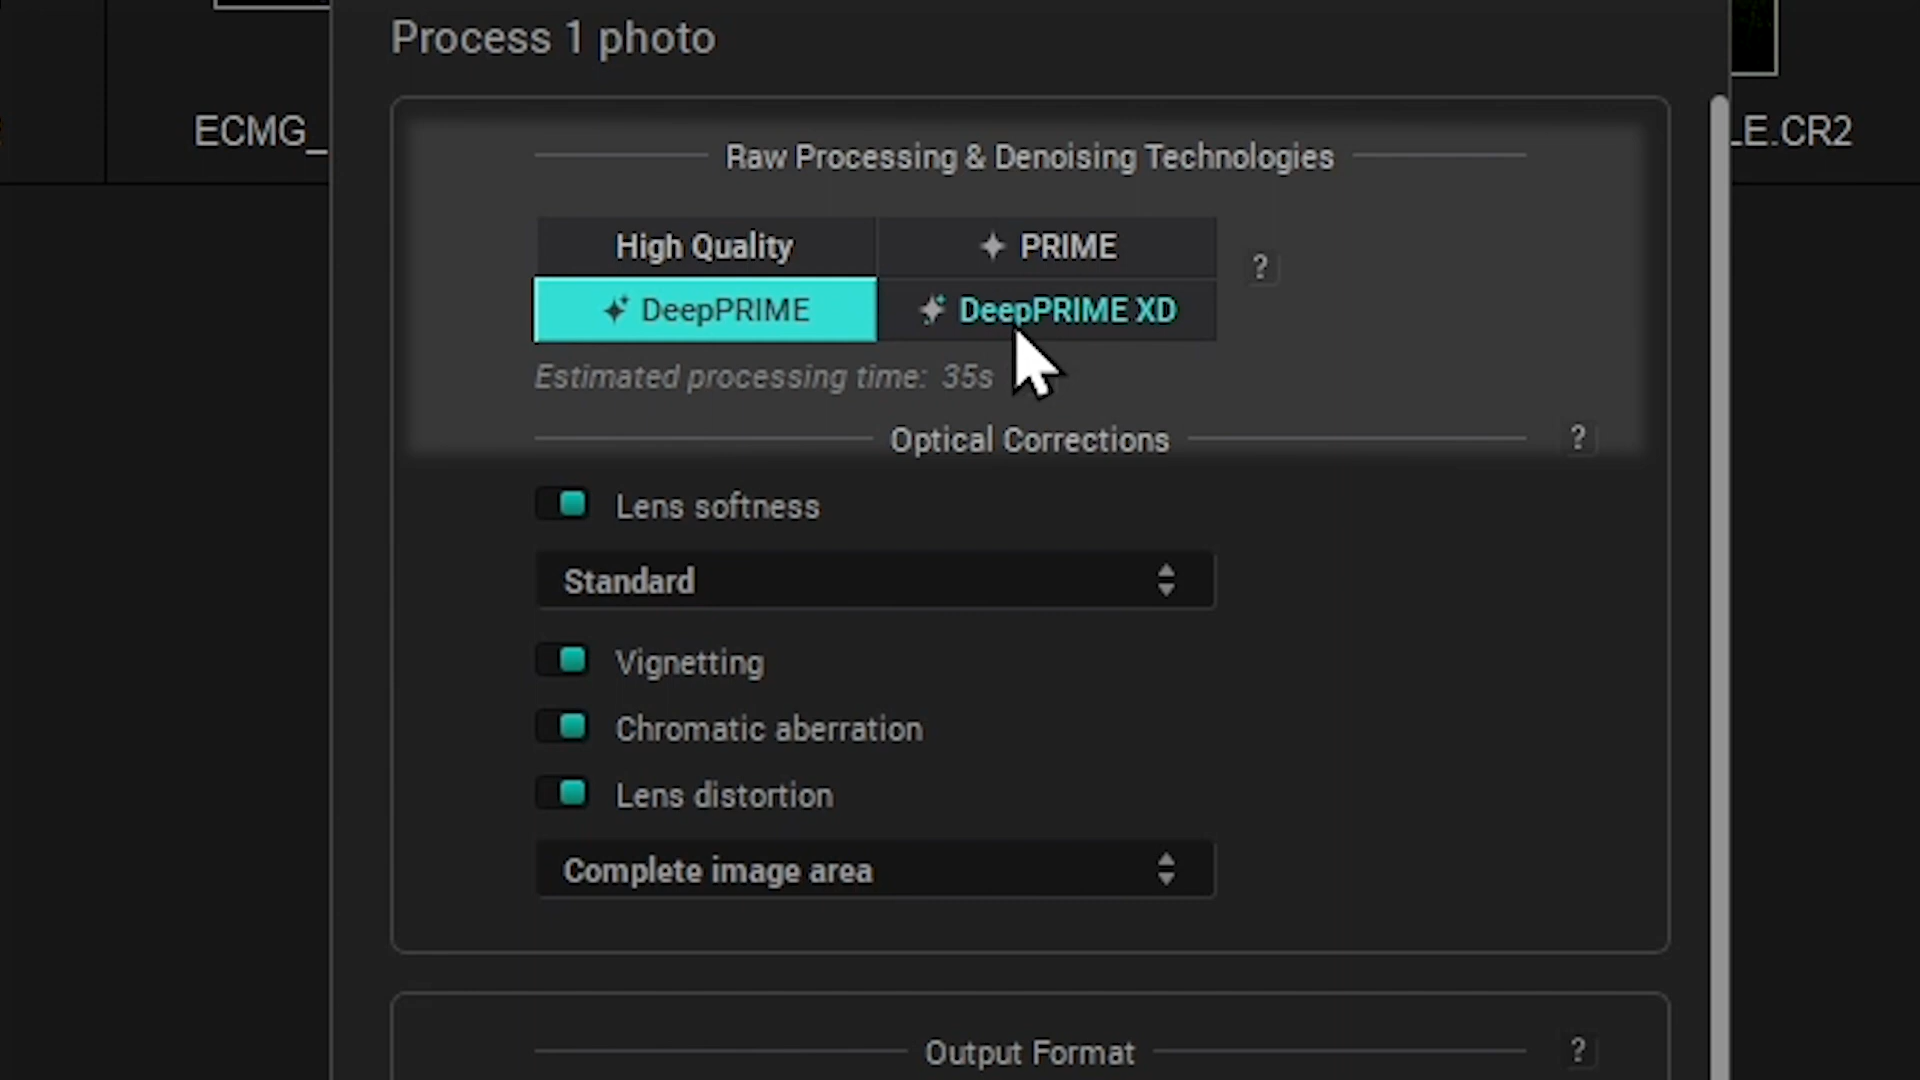 Process 1 photo
ECMG_
LE.CR2
Raw Processing & Denoising Technologies
High Quality
PRIME
?
DeepPRIME
DeepPRIME XD
Estimated processing time: 35s
Optical Corrections
?
Lens softness
Standard
Vignetting
Chromatic aberration
Lens distortion
Complete image area
Output Format
?